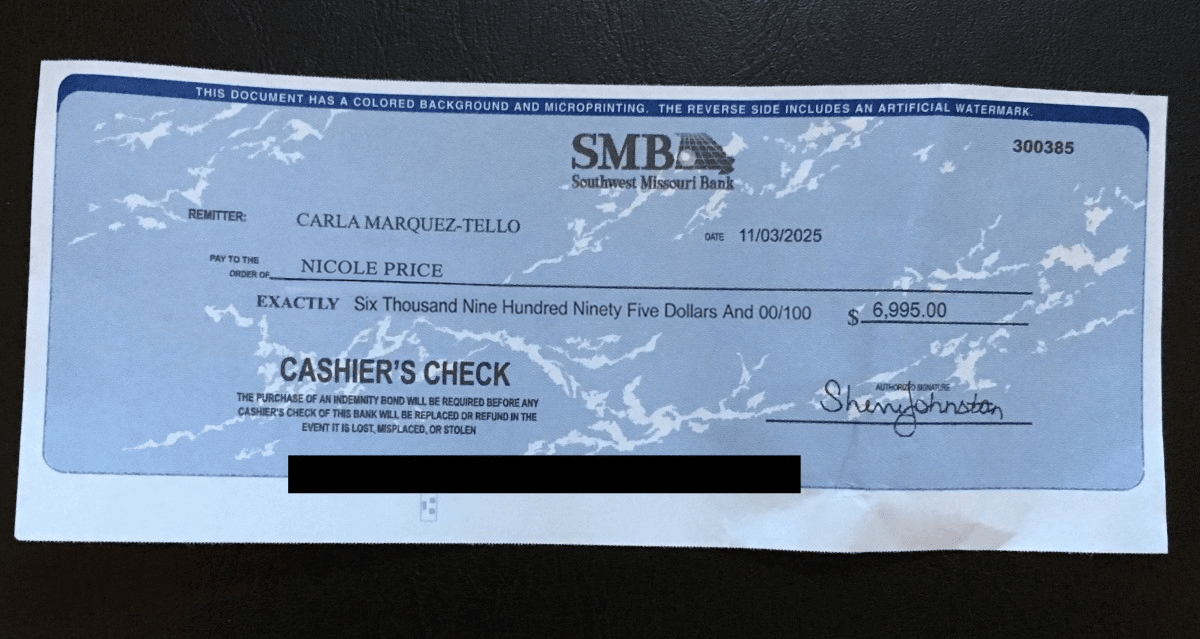 THIS DOCUMENT HAS A COLORED BACKGROUND AND MICROPRINTING. THE REVERSE SIDE INCLUDES AN ARTIFICIAL WATERMARK.
SMB
Southwest Missouri Bank
300385
REMITTER: CARLA MARQUEZ-TELLO
DATE 11/03/2025
PAY TO THE
ORDER OF NICOLE PRICE
EXACTLY Six Thousand Nine Hundred Ninety Five Dollars And 00/100 $ 6,995.00
CASHIER'S CHECK
THE PURCHASE OF AN INDEMNITY BOND WILL BE REQUIRED BEFORE ANY
CASHIER'S CHECK OF THIS BANK WILL BE REPLACED OR REFUND IN THE
EVENT IT IS LOST, MISPLACED, OR STOLEN
AUTHORIZED SIGNATURE
Johnston